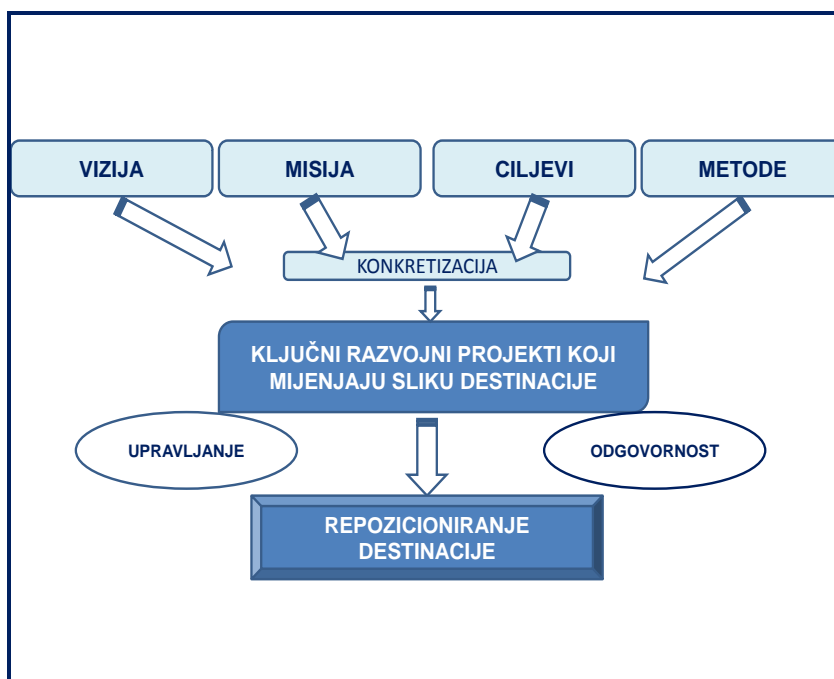 VIZIJA
MISIJA
CILJEVI
METODE
KONKRETIZACIJA
KLJUČNI RAZVOJNI PROJEKTI KOJI
MIJENJAJU SLIKU DESTINACIJE
UPRAVLJANJE
ODGOVORNOST
REPOZICIONIRANJE
DESTINACIJE